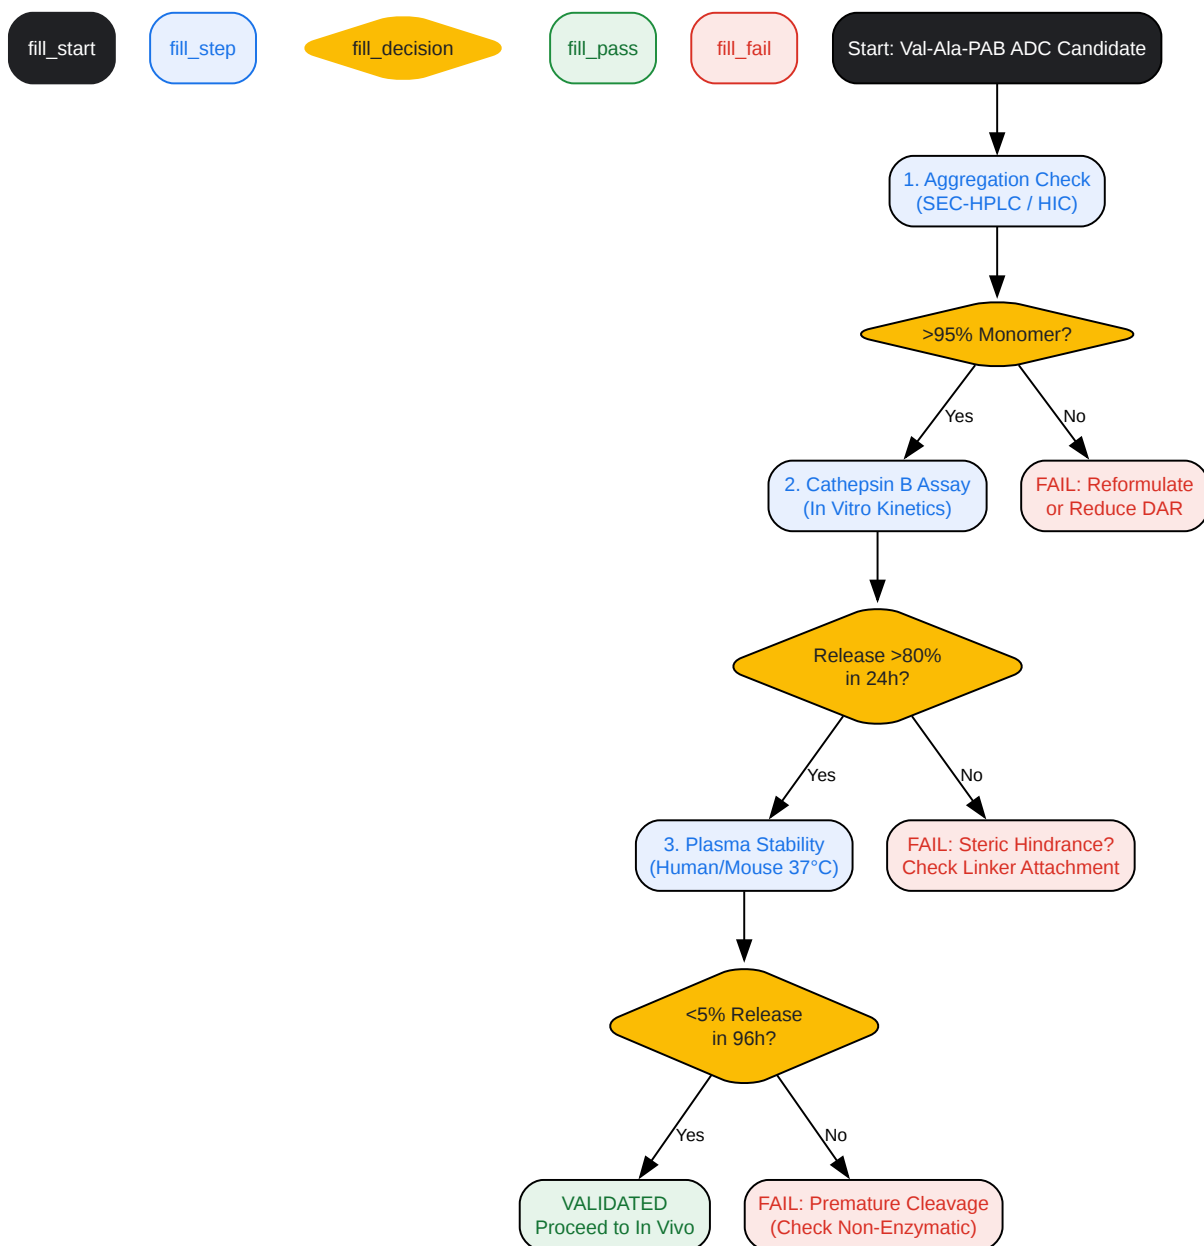 fill_start
fill_step
fill_decision
fill_pass
fill_fail
Start: Val-Ala-PAB ADC Candidate
1. Aggregation Check
(SEC-HPLC / HIC)
>95% Monomer?
Yes
No
2. Cathepsin B Assay
(In Vitro Kinetics)
FAIL: Reformulate
or Reduce DAR
Release >80%
in 24h?
Yes
No
3. Plasma Stability
(Human/Mouse 37°C)
FAIL: Steric Hindrance?
Check Linker Attachment
<5% Release
in 96h?
Yes
No
VALIDATED
Proceed to In Vivo
FAIL: Premature Cleavage
(Check Non-Enzymatic)